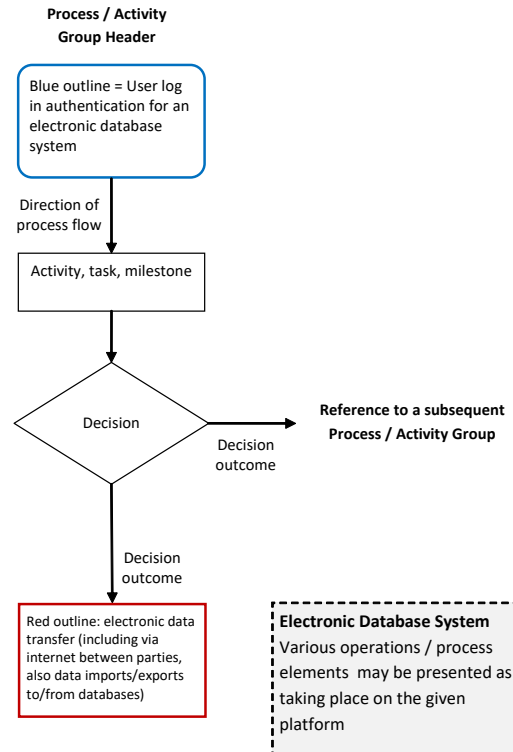 Process / Activity
Group Header
Blue outline = User log
in authentication for an
electronic database
system
Direction of
process flow
Activity, task, milestone
Decision
Decision
outcome
Reference to a subsequent
Process / Activity Group
Decision
outcome
Red outline: electronic data
transfer (including via
internet between parties,
also data imports/exports
to/from databases)
Electronic Database System
Various operations / process
elements may be presented as
taking place on the given
platform